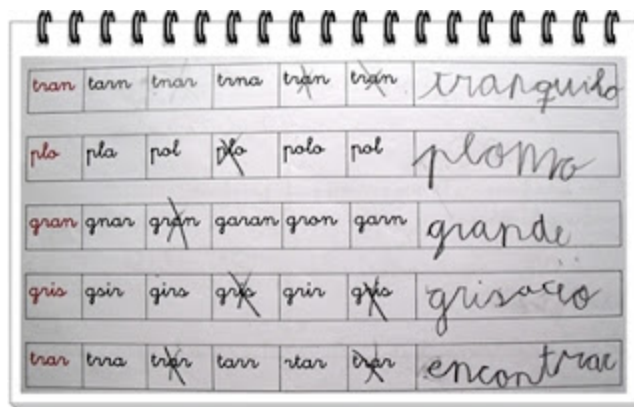 tran tarn tnar trna tran tran tranquilo
plo pla pol plo polo pol plomo
gran gnar gran garan gron garn grande
gris gsir girs gris grir gris grisaceo
trar trra trar tarr rtar trar encontrar